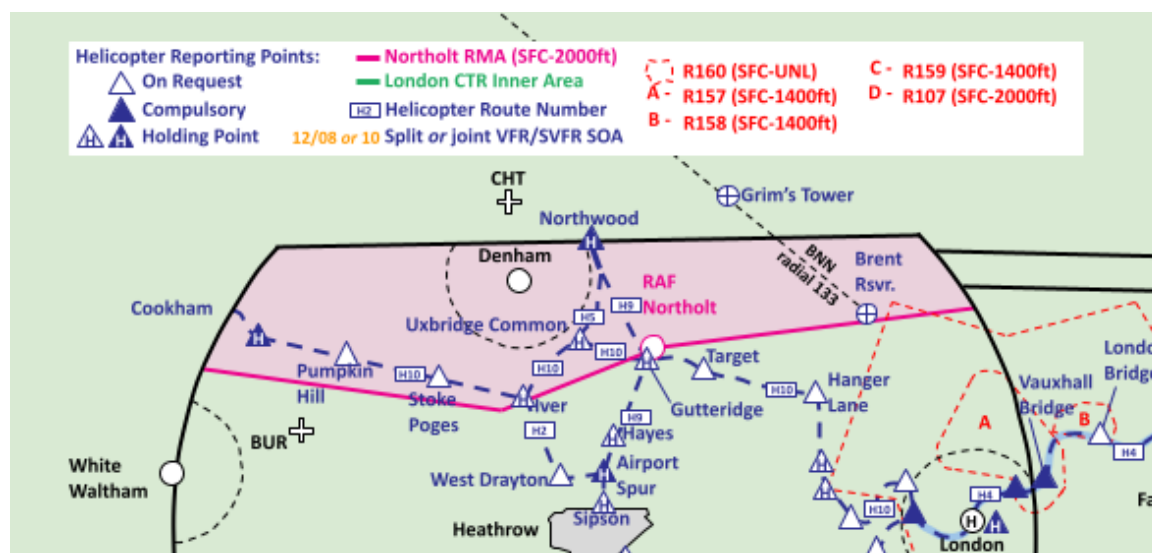 Helicopter Reporting Points:
On Request
Compulsory
H H Holding Point
Northolt RMA (SFC-2000ft)
London CTR Inner Area
H2 Helicopter Route Number
12/08 or 10 Split or joint VFR/SVFR SOA
R160 (SFC-UNL)
A - R157 (SFC-1400ft)
B - R158 (SFC-1400ft)
C - R159 (SFC-1400ft)
D - R107 (SFC-2000ft)
CHT
Grim's Tower
Northwood
H
Denham
BNN
radial 133
Brent
Rsvr.
RAF
Northolt
Cookham
H9
H5
Uxbridge Common
H
H
H10
H10
Target
Pumpkin
Hill
H10
Stoke
Poges
H
Iver
H
Gutteridge
H10
Hanger
Lane
London
Bridge
Vauxhall
Bridge
A
B
H4
BUR
H2
H9
H
Hayes
White
Waltham
West Drayton
H
Airport
Spur
H
H
H
Sipson
Heathrow
H10
H4
H
H
London
Fa